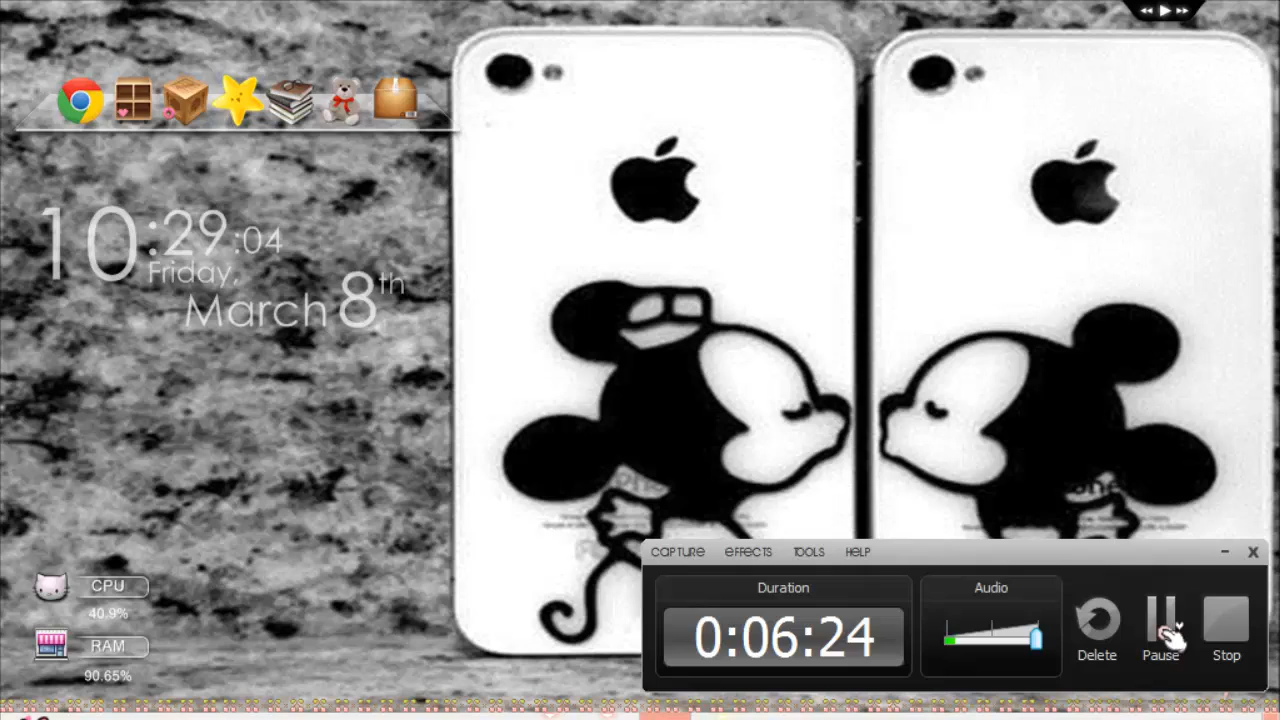 10:29:04
Friday,
March 8th
CAPTURE EFFECTS TOOLS HELP
Duration
Audio
0:06:24
Delete
Pause
Stop
CPU
40.9%
RAM
90.65%